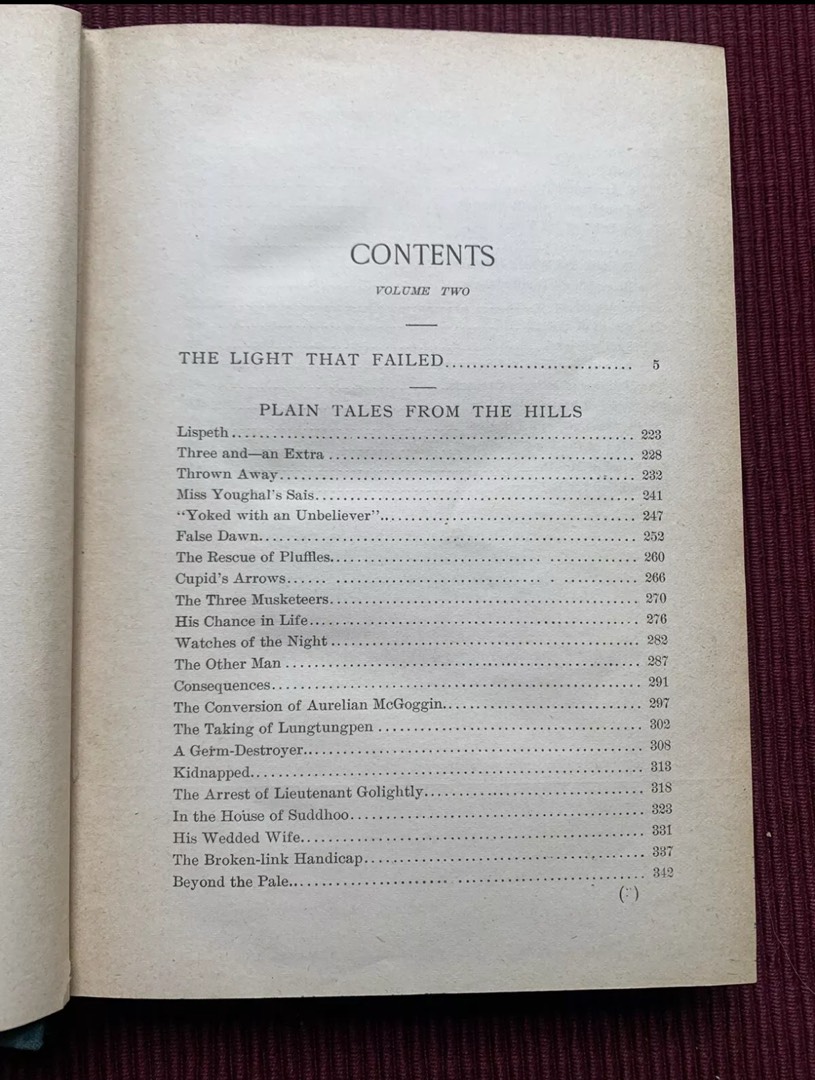 CONTENTS
VOLUME TWO
THE LIGHT THAT FAILED............................ 5
PLAIN TALES FROM THE HILLS
Lispeth............................................................ 223
Three and—an Extra............................................ 228
Thrown Away..................................................... 232
Miss Youghal's Sais............................................. 241
“Yoked with an Unbeliever”................................... 247
False Dawn........................................................ 252
The Rescue of Pluffles.......................................... 260
Cupid's Arrows................................................... 266
The Three Musketeers........................................... 270
His Chance in Life............................................... 276
Watches of the Night............................................ 282
The Other Man................................................... 287
Consequences..................................................... 291
The Conversion of Aurelian McGoggin........................ 297
The Taking of Lungtungpen.................................... 302
A Germ-Destroyer................................................ 308
Kidnapped......................................................... 313
The Arrest of Lieutenant Golightly............................ 318
In the House of Suddhoo........................................ 323
His Wedded Wife................................................. 331
The Broken-link Handicap...................................... 337
Beyond the Pale.................................................. 342